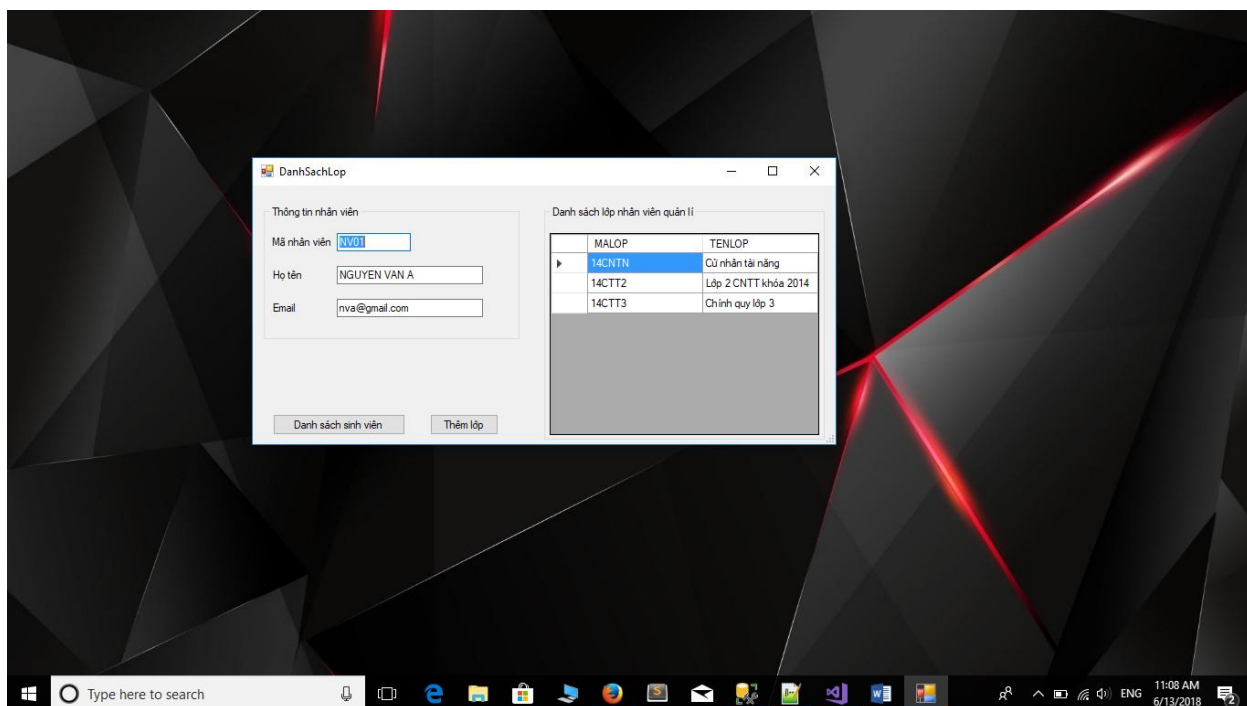 DanhSachLop
Thông tin nhân viên
Mã nhân viên NV01
Họ tên NGUYEN VAN A
Email nva@gmail.com
Danh sách sinh viên Thêm lớp
Danh sách lớp nhân viên quản lí
MALOP TENLOP
14CNTN Cử nhân tài năng
14CTT2 Lớp 2 CNTT khóa 2014
14CTT3 Chính quy lớp 3
Type here to search
ENG
11:08 AM
6/13/2018
2